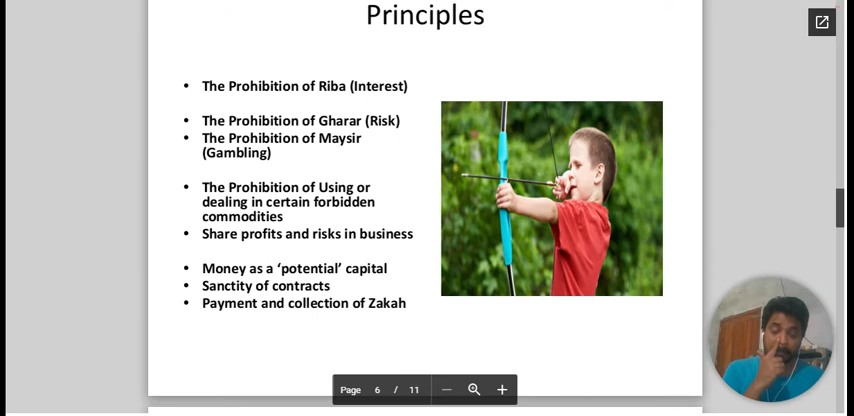 Principles
• The Prohibition of Riba (Interest)
• The Prohibition of Gharar (Risk)
• The Prohibition of Maysir
(Gambling)
• The Prohibition of Using or
dealing in certain forbidden
commodities
• Share profits and risks in business
• Money as a ‘potential’ capital
• Sanctity of contracts
• Payment and collection of Zakah
Page 6 / 11